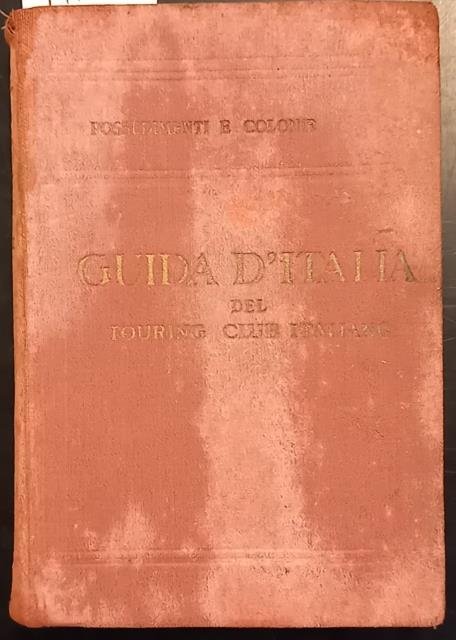 POSSEDIMENTI E COLONIE
GUIDA D'ITALIA
DEL
TOURING CLUB ITALIANO